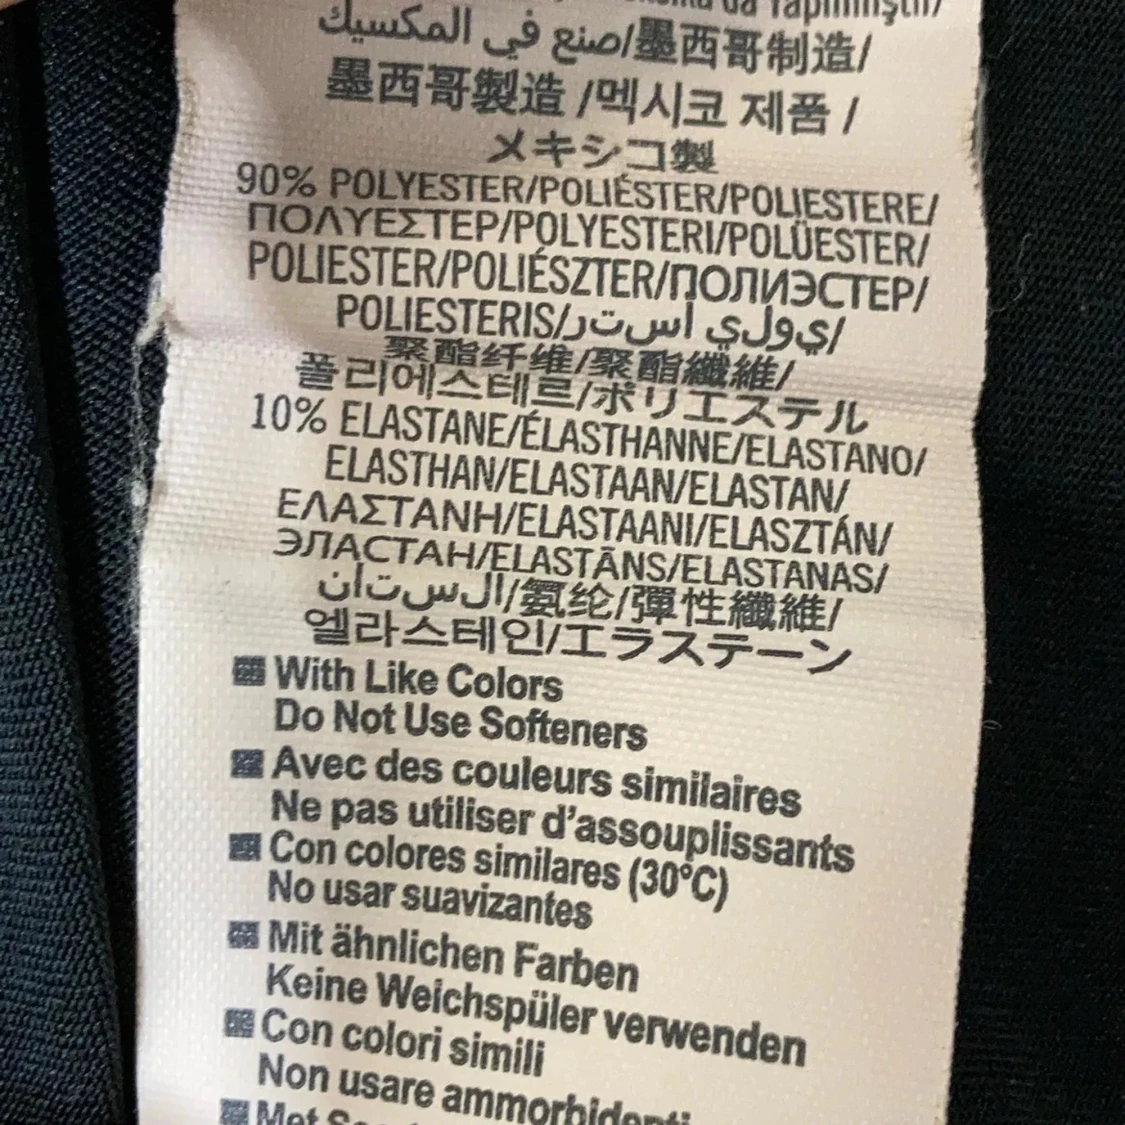 da Yapılmıştır/
صنع في المكسيك/墨西哥制造/
墨西哥製造 /멕시코 제품 /
メキシコ製
90% POLYESTER/POLIÉSTER/POLIESTERE/
ΠΟΛΥΕΣΤΕΡ/POLYESTERI/POLÜESTER/
POLIESTER/POLIÉSZTER/ПОЛИЭСТЕР/
POLIESTERIS/يولي استر/
聚酯纤维/聚酯纖維/
폴리에스테르/ポリエステル
10% ELASTANE/ÉLASTHANNE/ELASTANO/
ELASTHAN/ELASTAAN/ELASTAN/
ΕΛΑΣΤΑΝΗ/ELASTAANI/ELASZTÁN/
ЭЛАСТАН/ELASTĀNS/ELASTANAS/
الستان/氨纶/彈性纖維/
엘라스테인/エラステーン
With Like Colors
Do Not Use Softeners
Avec des couleurs similaires
Ne pas utiliser d'assouplissants
Con colores similares (30°C)
No usar suavizantes
Mit ähnlichen Farben
Keine Weichspüler verwenden
Con colori simili
Non usare ammorbidenti
Met